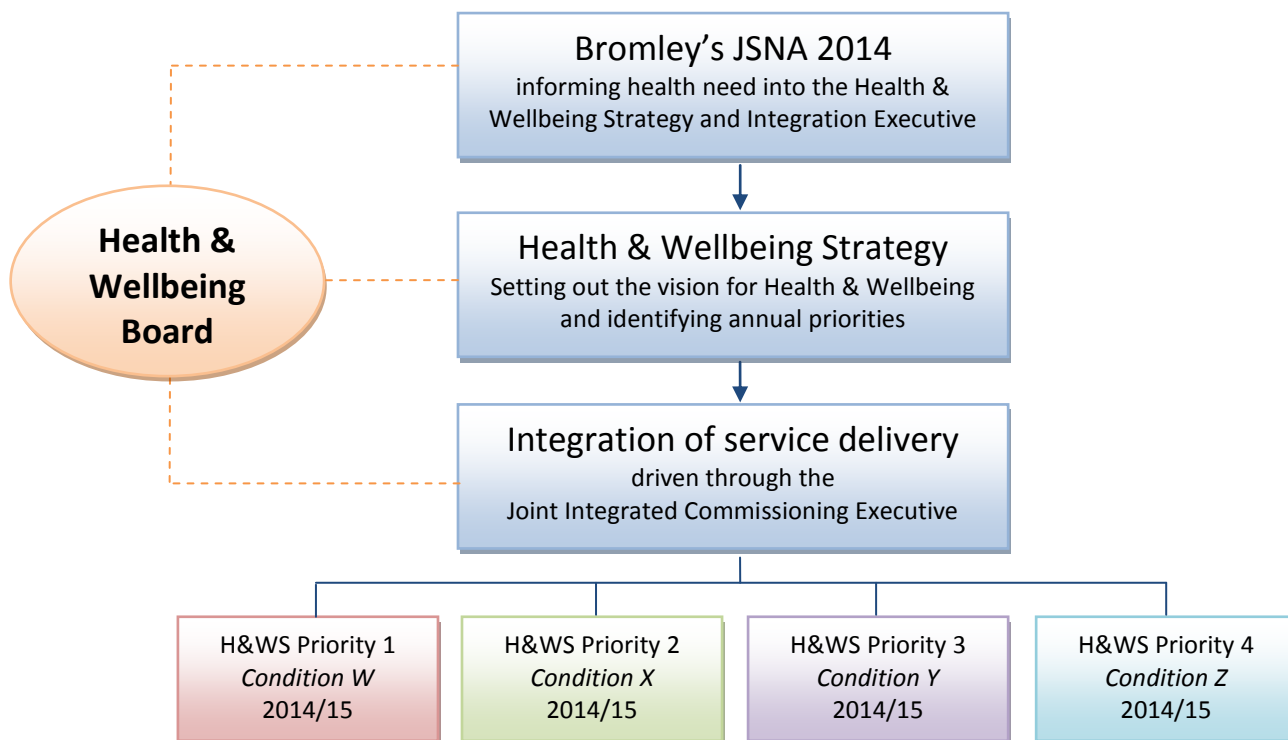 Bromley’s JSNA 2014
informing health need into the Health &
Wellbeing Strategy and Integration Executive
Health &
Wellbeing
Board
Health & Wellbeing Strategy
Setting out the vision for Health & Wellbeing
and identifying annual priorities
Integration of service delivery
driven through the
Joint Integrated Commissioning Executive
H&WS Priority 1
Condition W
2014/15
H&WS Priority 2
Condition X
2014/15
H&WS Priority 3
Condition Y
2014/15
H&WS Priority 4
Condition Z
2014/15